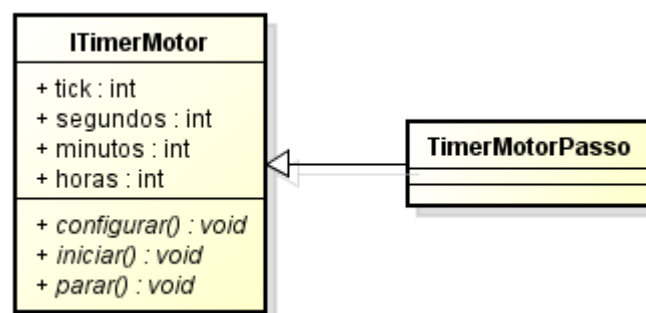 ITimerMotor
+ tick : int
+ segundos : int
+ minutos : int
+ horas : int
+ configurar() : void
+ iniciar() : void
+ parar() : void
TimerMotorPasso